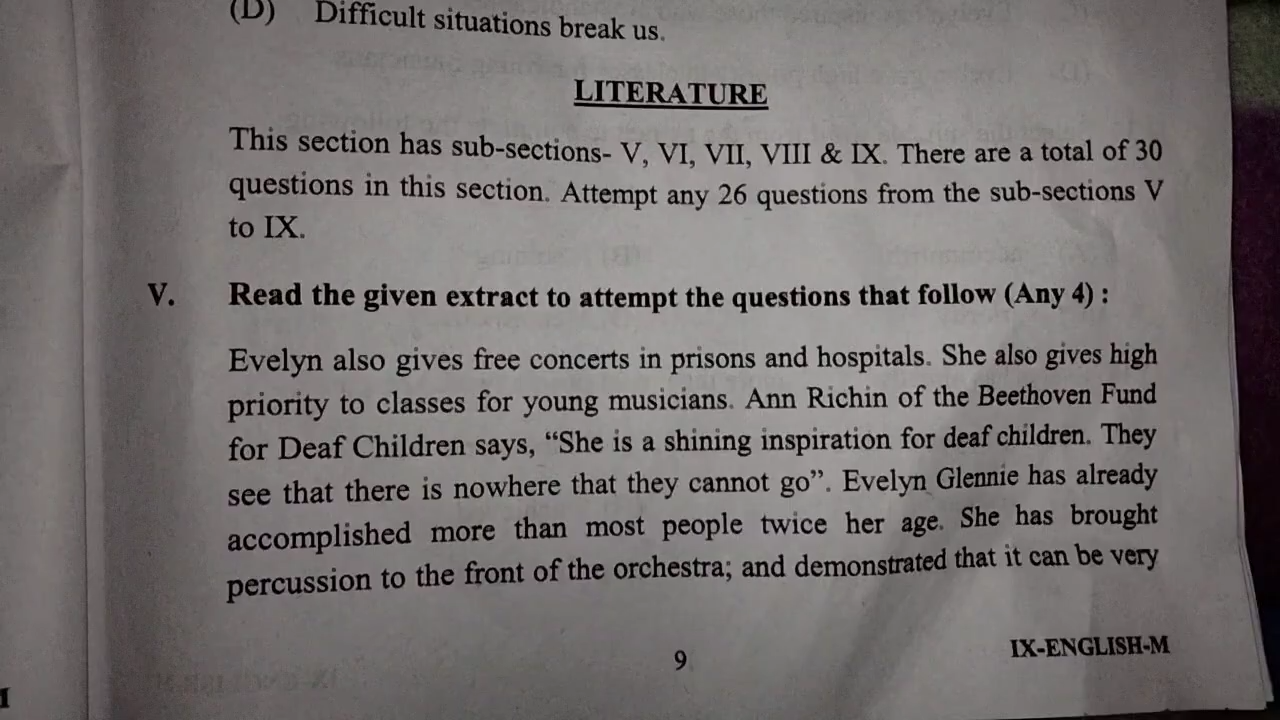 (D) Difficult situations break us.
LITERATURE
This section has sub-sections- V, VI, VII, VIII & IX. There are a total of 30
questions in this section. Attempt any 26 questions from the sub-sections V
to IX.
V. Read the given extract to attempt the questions that follow (Any 4) :
Evelyn also gives free concerts in prisons and hospitals. She also gives high
priority to classes for young musicians. Ann Richin of the Beethoven Fund
for Deaf Children says, “She is a shining inspiration for deaf children. They
see that there is nowhere that they cannot go”. Evelyn Glennie has already
accomplished more than most people twice her age. She has brought
percussion to the front of the orchestra; and demonstrated that it can be very
9
IX-ENGLISH-M